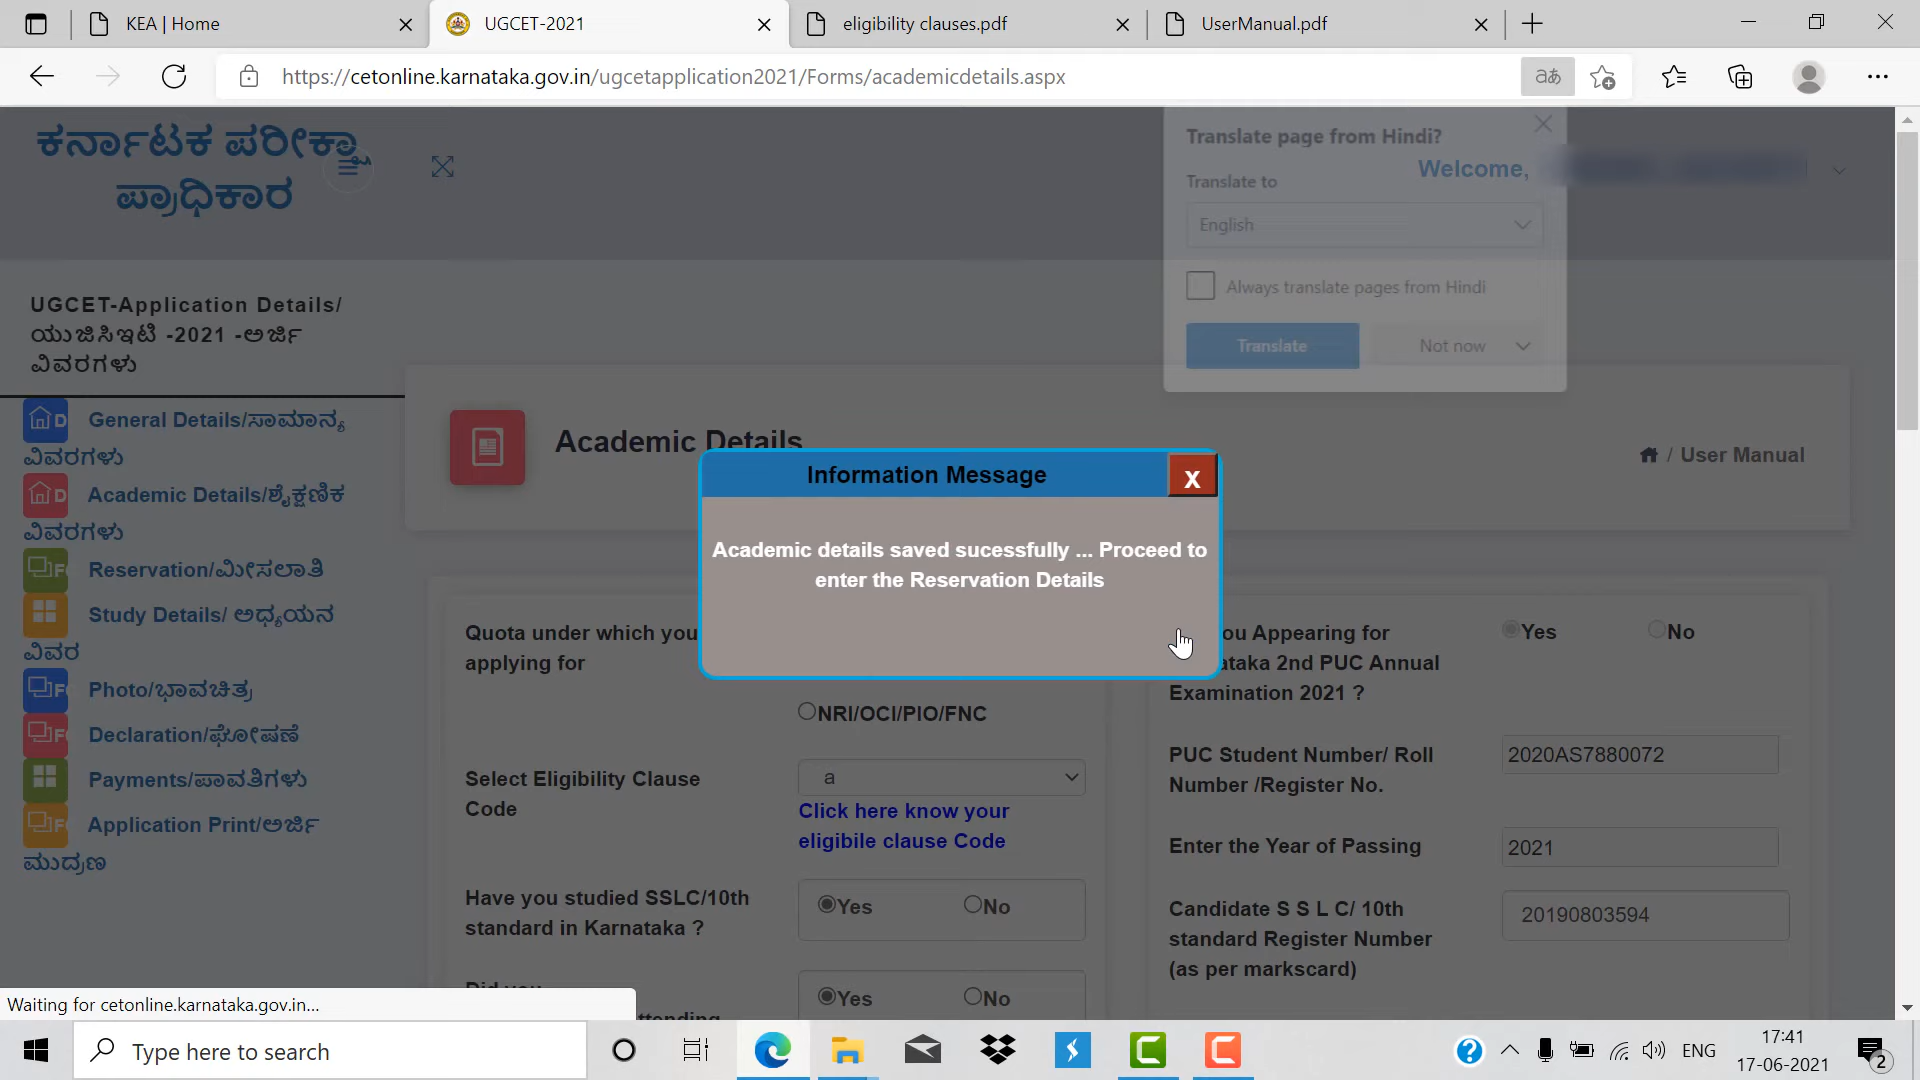 KEA | Home
UGCET-2021
eligibility clauses.pdf
UserManual.pdf
https://cetonline.karnataka.gov.in/ugcetapplication2021/Forms/academicdetails.aspx
ಕರ್ನಾಟಕ ಪರೀಕ್ಷಾ
ಪ್ರಾಧಿಕಾರ
Translate page from Hindi?
Welcome,
Translate to
English
Always translate pages from Hindi
Translate
Not now
UGCET-Application Details/
ಯುಜಿಸಿಇಟಿ -2021 -ಅರ್ಜಿ
ವಿವರಗಳು
General Details/ಸಾಮಾನ್ಯ
ವಿವರಗಳು
Academic Details/ಶೈಕ್ಷಣಿಕ
ವಿವರಗಳು
Reservation/ಮೀಸಲಾತಿ
Study Details/ ಅಧ್ಯಯನ
ವಿವರ
Photo/ಭಾವಚಿತ್ರ
Declaration/ಘೋಷಣೆ
Payments/ಪಾವತಿಗಳು
Application Print/ಅರ್ಜಿ
ಮುದ್ರಣ
Academic Details
/ User Manual
Information Message
x
Academic details saved sucessfully ... Proceed to
enter the Reservation Details
Quota under which you
applying for
NRI/OCI/PIO/FNC
Select Eligibility Clause
Code
a
Click here know your
eligibile clause Code
Have you studied SSLC/10th
standard in Karnataka ?
Yes No
Yes No
ou Appearing for
ataka 2nd PUC Annual
Examination 2021 ?
Yes No
PUC Student Number/ Roll
Number /Register No.
2020AS7880072
Enter the Year of Passing
2021
Candidate S S L C/ 10th
standard Register Number
(as per markscard)
20190803594
Waiting for cetonline.karnataka.gov.in...
Type here to search
ENG
17:41
17-06-2021
2